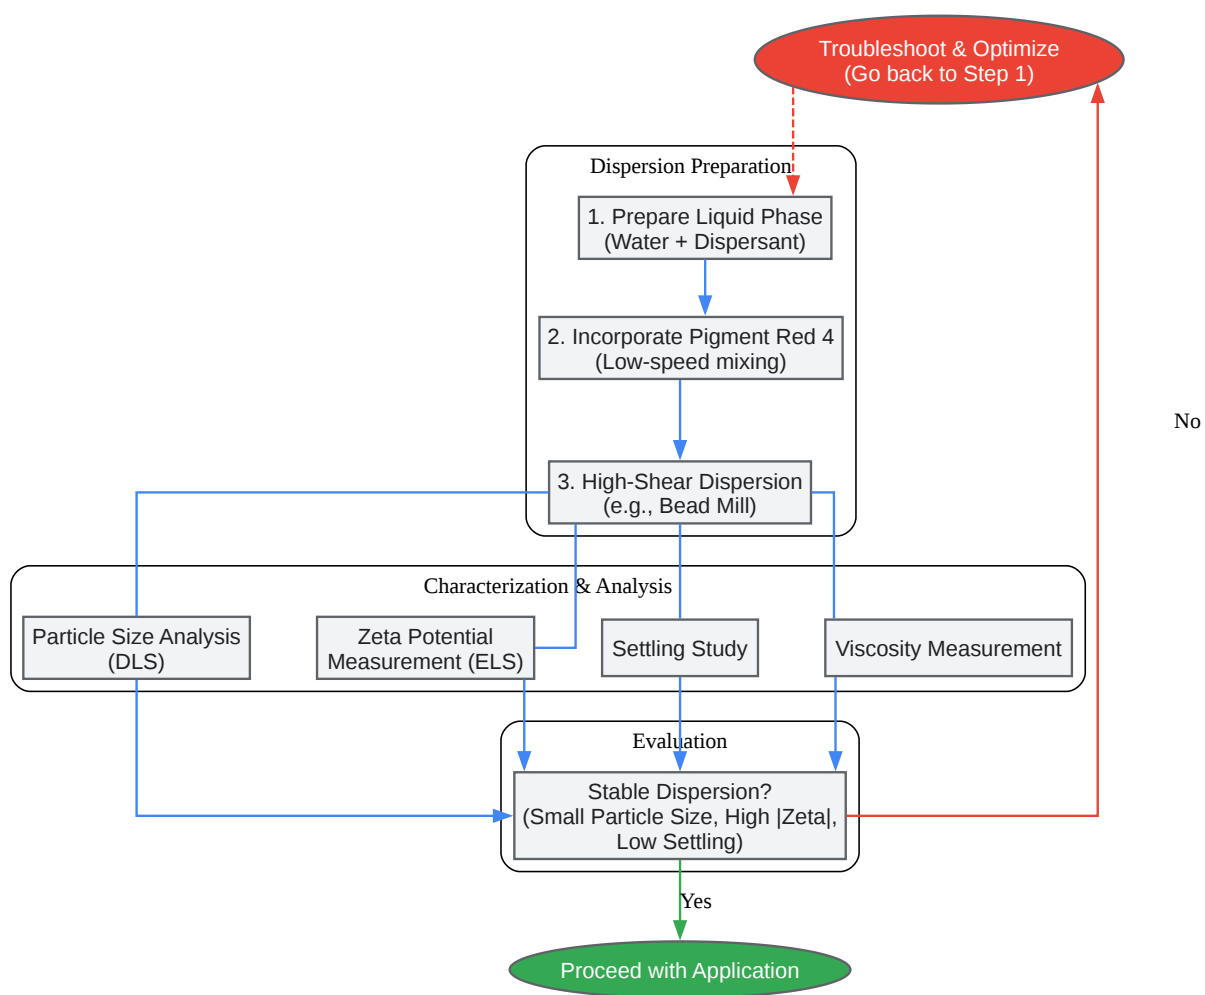 Troubleshoot & Optimize
(Go back to Step 1)
Dispersion Preparation
1. Prepare Liquid Phase
(Water + Dispersant)
2. Incorporate Pigment Red 4
(Low-speed mixing)
No
3. High-Shear Dispersion
(e.g., Bead Mill)
Characterization & Analysis
Particle Size Analysis
(DLS)
Zeta Potential
Measurement (ELS)
Settling Study
Viscosity Measurement
Evaluation
Stable Dispersion?
(Small Particle Size, High |Zeta|,
Low Settling)
Yes
Proceed with Application